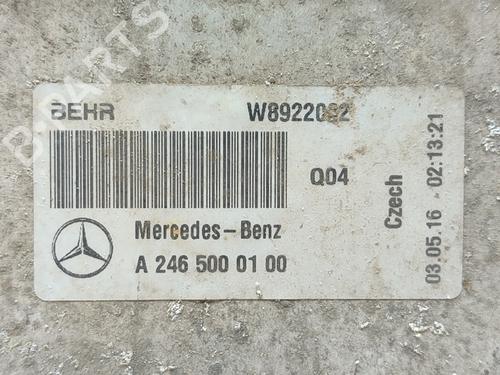 BEHR W8922082
Q04
Mercedes-Benz
A 246 500 01 00
Czech
03.05.16 - 02:13:21
B-PARTS